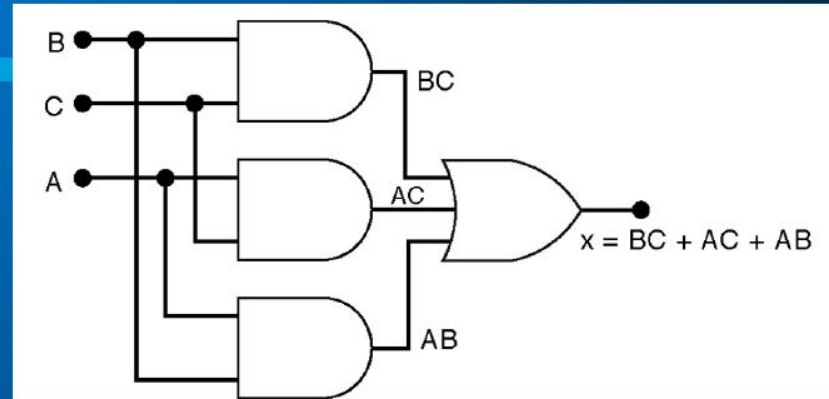 B
BC
C
A
AC
x = BC + AC + AB
AB